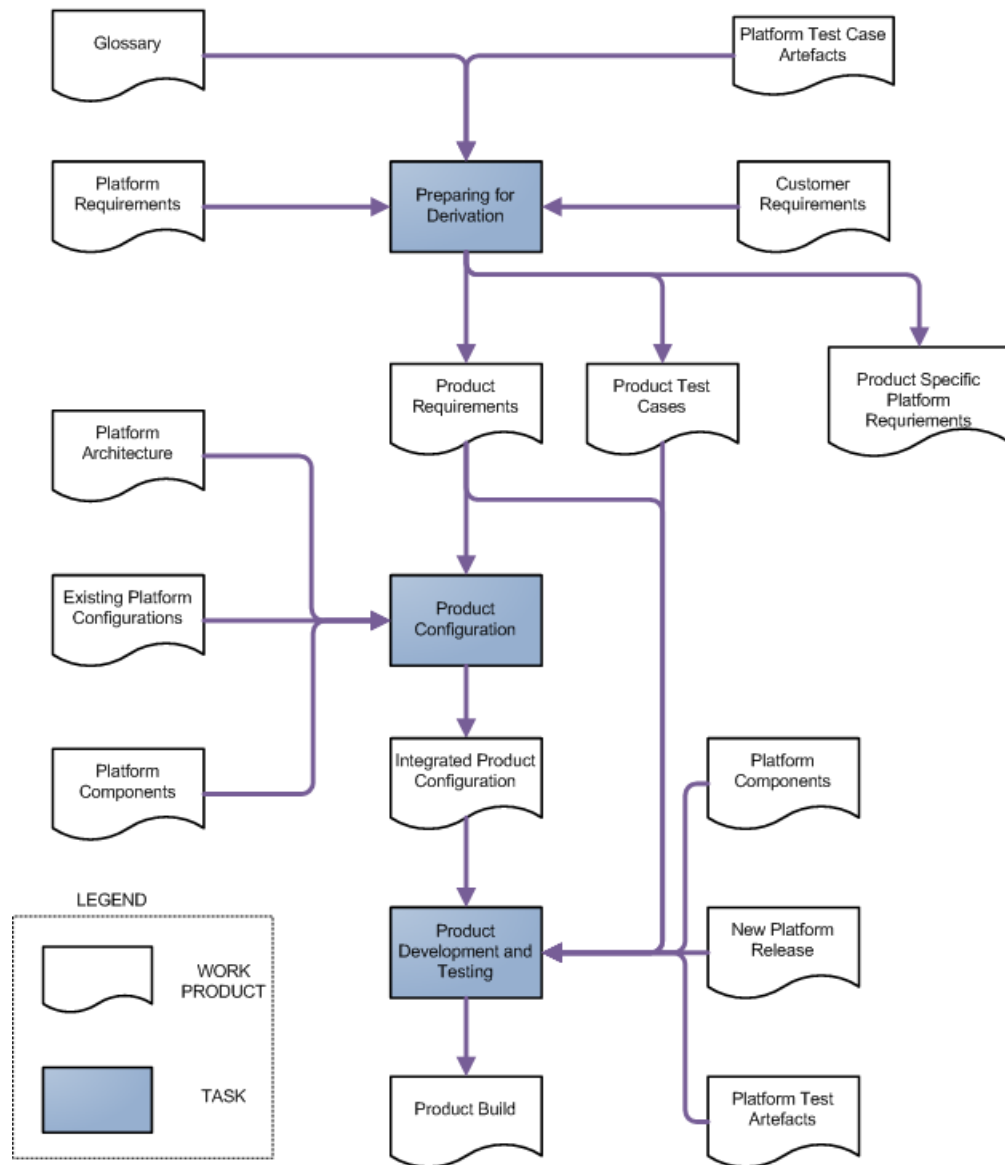 Glossary
Platform Test Case
Artefacts
Platform
Requirements
Preparing for
Derivation
Customer
Requirements
Product
Requirements
Product Test
Cases
Product Specific
Platform
Requriements
Platform
Architecture
Existing Platform
Configurations
Product
Configuration
Platform
Components
Integrated Product
Configuration
Platform
Components
LEGEND
WORK
PRODUCT
TASK
Product
Development and
Testing
New Platform
Release
Product Build
Platform Test
Artefacts